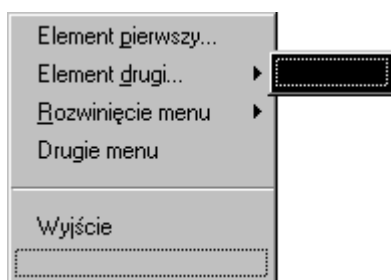 Element pierwszy...
Element drugi...
Rozwinięcie menu
Drugie menu
Wyjście